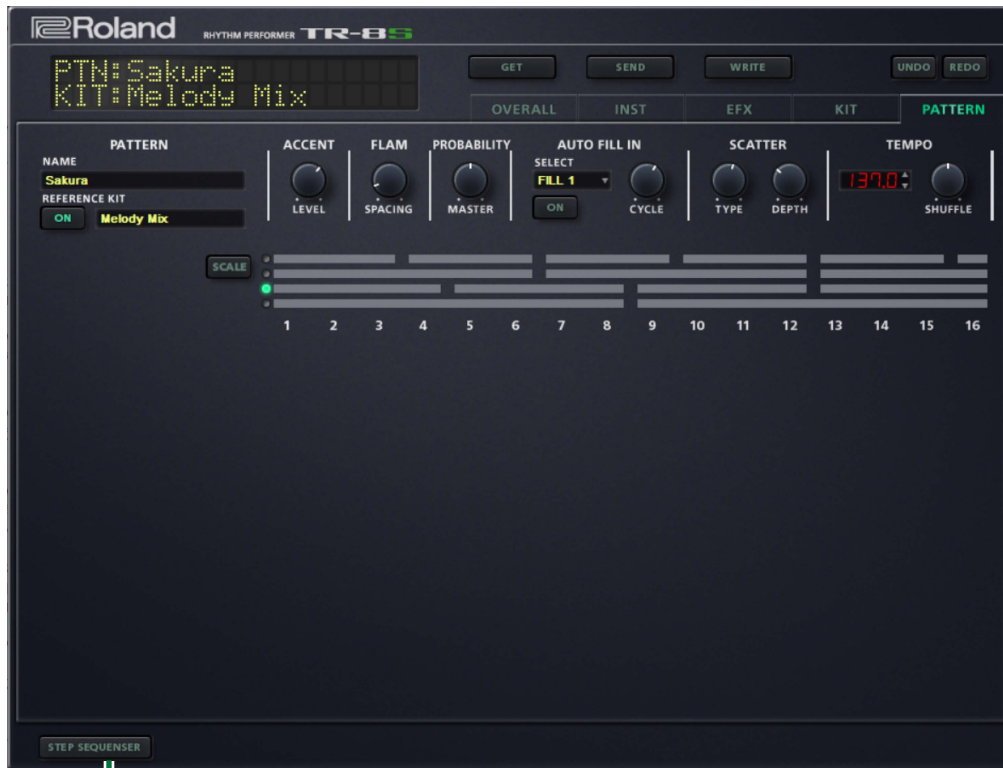 Roland RHYTHM PERFORMER TR-8S
PTN:Sakura
KIT:Melody Mix
GET SEND WRITE UNDO REDO
OVERALL INST EFX KIT PATTERN
PATTERN ACCENT FLAM PROBABILITY AUTO FILL IN SCATTER TEMPO
NAME
SELECT
Sakura
FILL 1
137.0
REFERENCE KIT
ON Melody Mix
LEVEL SPACING MASTER ON CYCLE TYPE DEPTH SHUFFLE
SCALE
1 2 3 4 5 6 7 8 9 10 11 12 13 14 15 16
STEP SEQUENSER